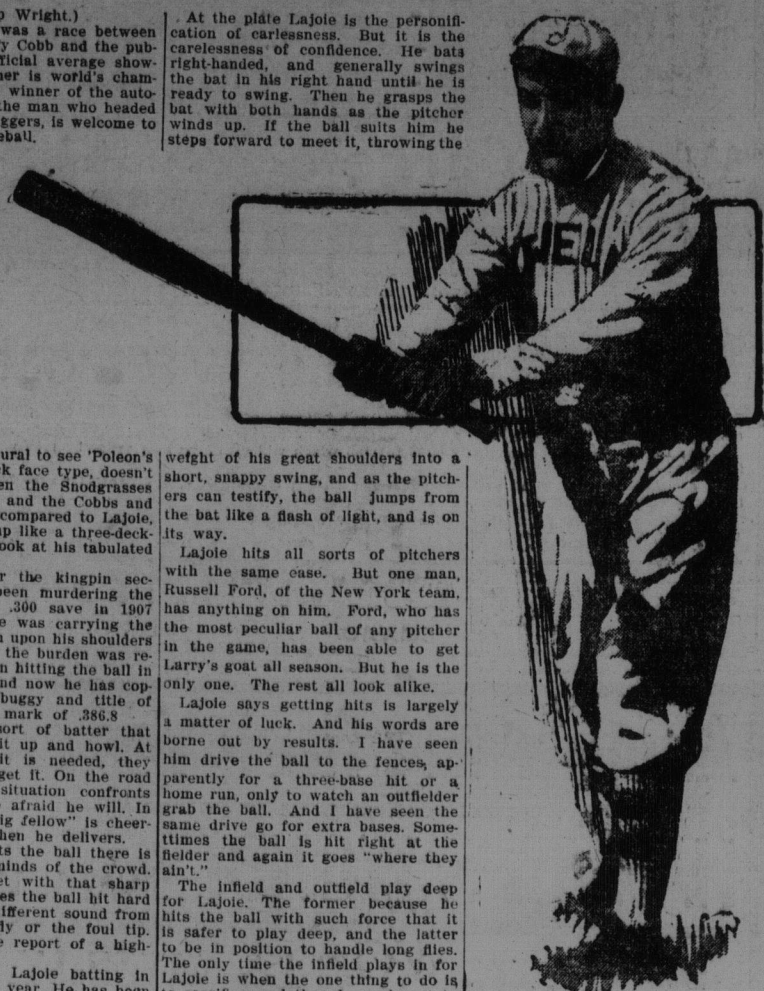 p Wright.)
was a race between
y Cobb and the pub-
ficial average show-
ner is world's cham-
winner of the auto-
the man who headed
ggers, is welcome to
eball.
ural to see 'Poleon's
k face type, doesn't
en the Snodgrasses
and the Cobbs and
compared to Lajoie,
up like a three-deck-
ook at his tabulated
r the kingpin sec-
been murdering the
.300 save in 1907
e was carrying the
n upon his shoulders
the burden was re-
n hitting the ball in
nd now he has cop-
buggy and title of
mark of .386.8
sort of batter that
it up and howl. At
it is needed, they
get it. On the road
situation confronts
afraid he will. In
ig fellow" is cheer-
hen he delivers.
ts the ball there is
minds of the crowd.
et with that sharp
es the ball hit hard
ifferent sound from
ly or the foul tip.
e report of a high-
Lajoie batting in
year. He has been
At the plate Lajoie is the personifi-
cation of carlessness. But it is the
carelessness of confidence. He bats
right-handed, and generally swings
the bat in his right hand until he is
ready to swing. Then he grasps the
bat with both hands as the pitcher
winds up. If the ball suits him he
steps forward to meet it, throwing the
weight of his great shoulders into a
short, snappy swing, and as the pitch-
ers can testify, the ball jumps from
the bat like a flash of light, and is on
its way.
Lajoie hits all sorts of pitchers
with the same ease. But one man,
Russell Ford, of the New York team,
has anything on him. Ford, who has
the most peculiar ball of any pitcher
in the game, has been able to get
Larry's goat all season. But he is the
only one. The rest all look alike.
Lajoie says getting hits is largely
a matter of luck. And his words are
borne out by results. I have seen
him drive the ball to the fences, ap-
parently for a three-base hit or a
home run, only to watch an outfielder
grab the ball. And I have seen the
same drive go for extra bases. Some-
ttimes the ball is hit right at the
fielder and again it goes "where they
ain't."
The infield and outfield play deep
for Lajoie. The former because he
hits the ball with such force that it
is safer to play deep, and the latter
to be in position to handle long flies.
The only time the infield plays in for
Lajoie is when the one thing to do is